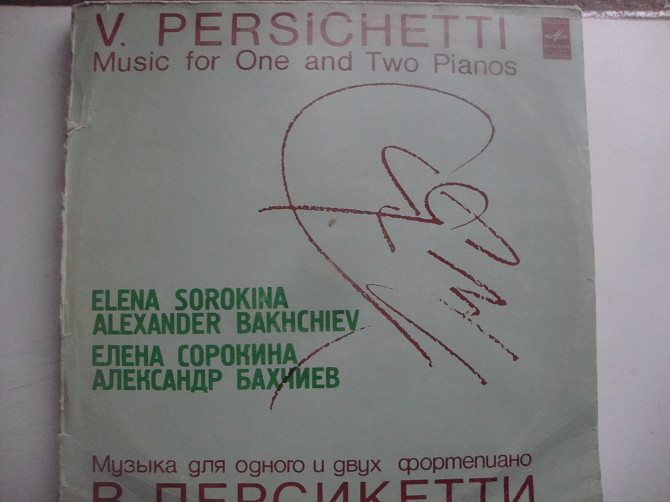 V. PERSICHETTI
Music for One and Two Pianos
ELENA SOROKINA
ALEXANDER BAKHCHIEV
ЕЛЕНА СОРОКИНА
АЛЕКСАНДР БАХЧИЕВ
Музыка для одного и двух фортепиано
В. ПЕРСИКЕТТИ